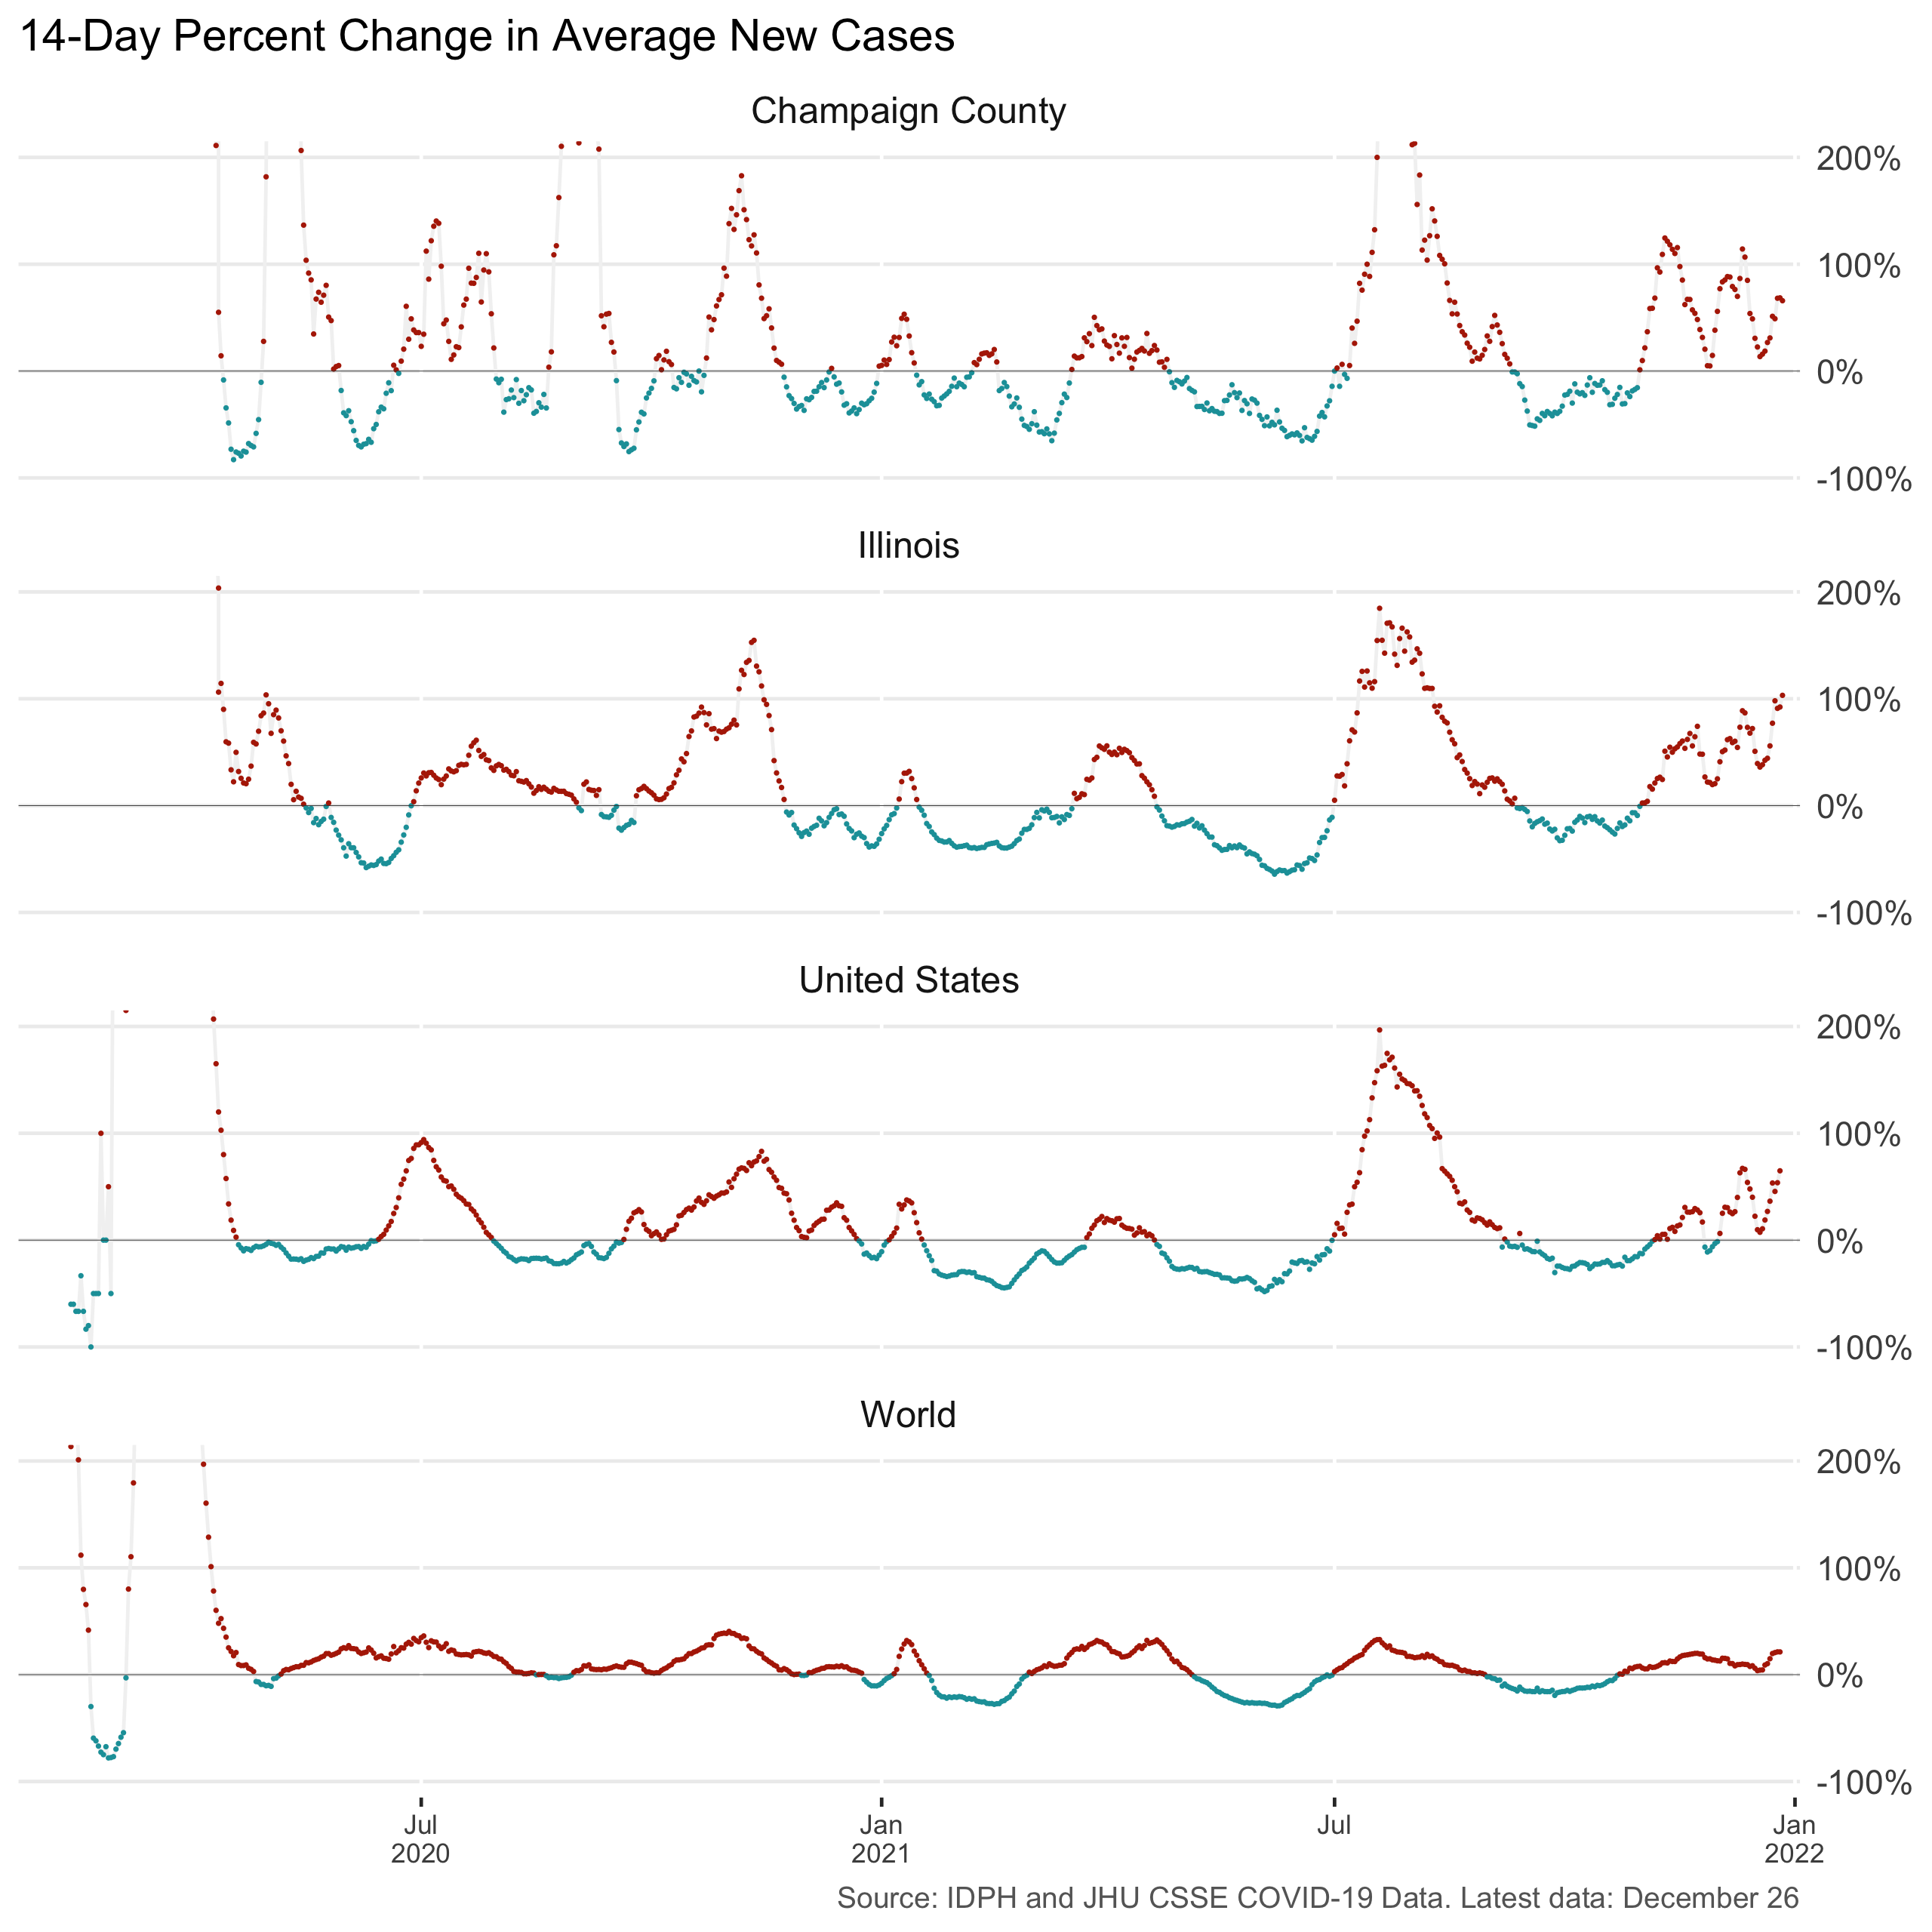 14-Day Percent Change in Average New Cases
Champaign County
200%
100%
0%
-100%
Illinois
200%
100%
0%
-100%
United States
200%
100%
0%
-100%
World
200%
100%
0%
-100%
Jul Jan Jul Jan
2020 2021 2022
Source: IDPH and JHU CSSE COVID-19 Data. Latest data: December 26